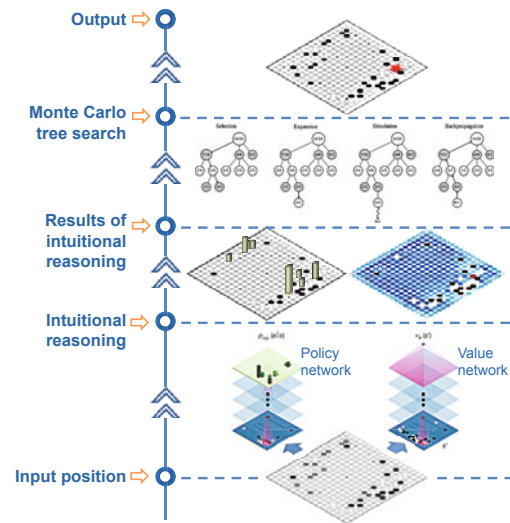 Output
Monte Carlo
tree search
Selection
Expansion
Simulation
Backpropagation
Results of
intuitional
reasoning
Intuitional
reasoning
Policy
network
Value
network
Input position